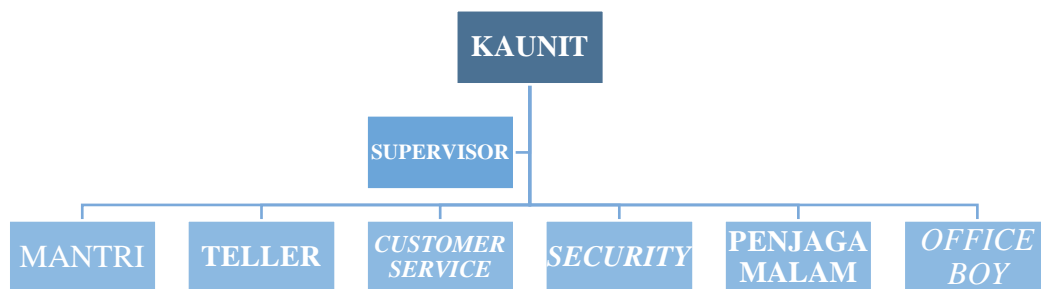 KAUNIT
SUPERVISOR
MANTRI
TELLER
CUSTOMER
SERVICE
SECURITY
PENJAGA
MALAM
OFFICE
BOY